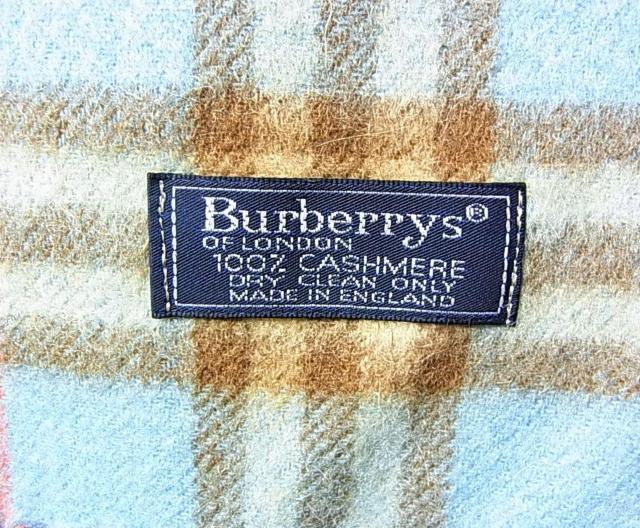 Burberrys®
OF LONDON
100% CASHMERE
DRY CLEAN ONLY
MADE IN ENGLAND